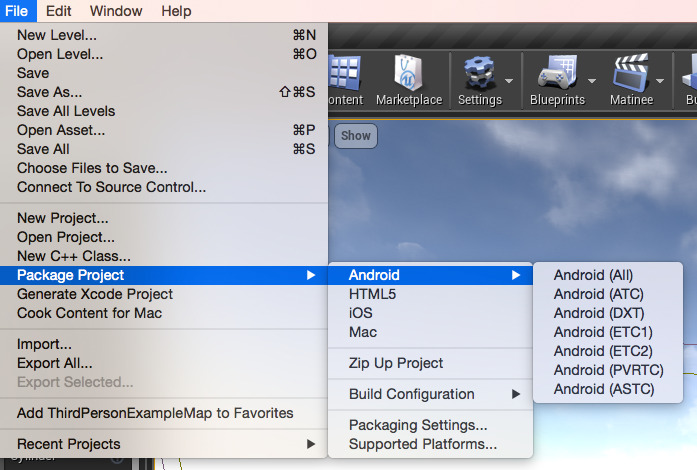 File Edit Window Help
New Level... ⌘N
Open Level... ⌘O
Save
Save As... ⇧⌘S
Save All Levels
Open Asset... ⌘P
Save All ⌘S
Choose Files to Save...
Connect To Source Control...
New Project...
Open Project...
New C++ Class...
Package Project
Generate Xcode Project
Cook Content for Mac
Import...
Export All...
Export Selected...
Add ThirdPersonExampleMap to Favorites
Recent Projects
Marketplace Settings Blueprints Matinee
Show
Android
HTML5
iOS
Mac
Zip Up Project
Build Configuration
Packaging Settings...
Supported Platforms...
Android (All)
Android (ATC)
Android (DXT)
Android (ETC1)
Android (ETC2)
Android (PVRTC)
Android (ASTC)